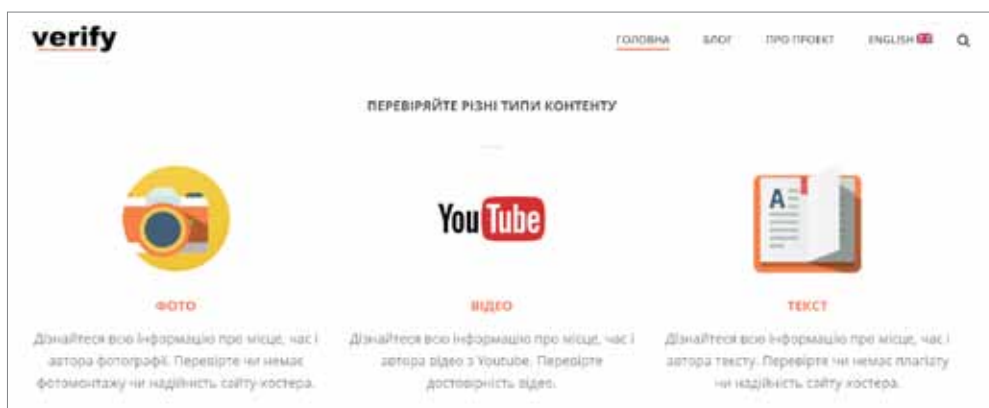 verify
ГОЛОВНА БЛОГ ПРО ПРОЕКТ ENGLISH
ПЕРЕВІРЯЙТЕ РІЗНІ ТИПИ КОНТЕНТУ
You Tube
A
ФОТО
Дізнайтеся всю інформацію про місце, час і
автора фотографії. Перевірте чи немає
фотомонтажу чи надійність сайту-хостера.
ВІДЕО
Дізнайтеся всю інформацію про місце, час і
автора відео з Youtube. Перевірте
достовірність відео.
ТЕКСТ
Дізнайтеся всю інформацію про місце, час і
автора тексту. Перевірте чи немає плагіату
чи надійність сайту хостера.